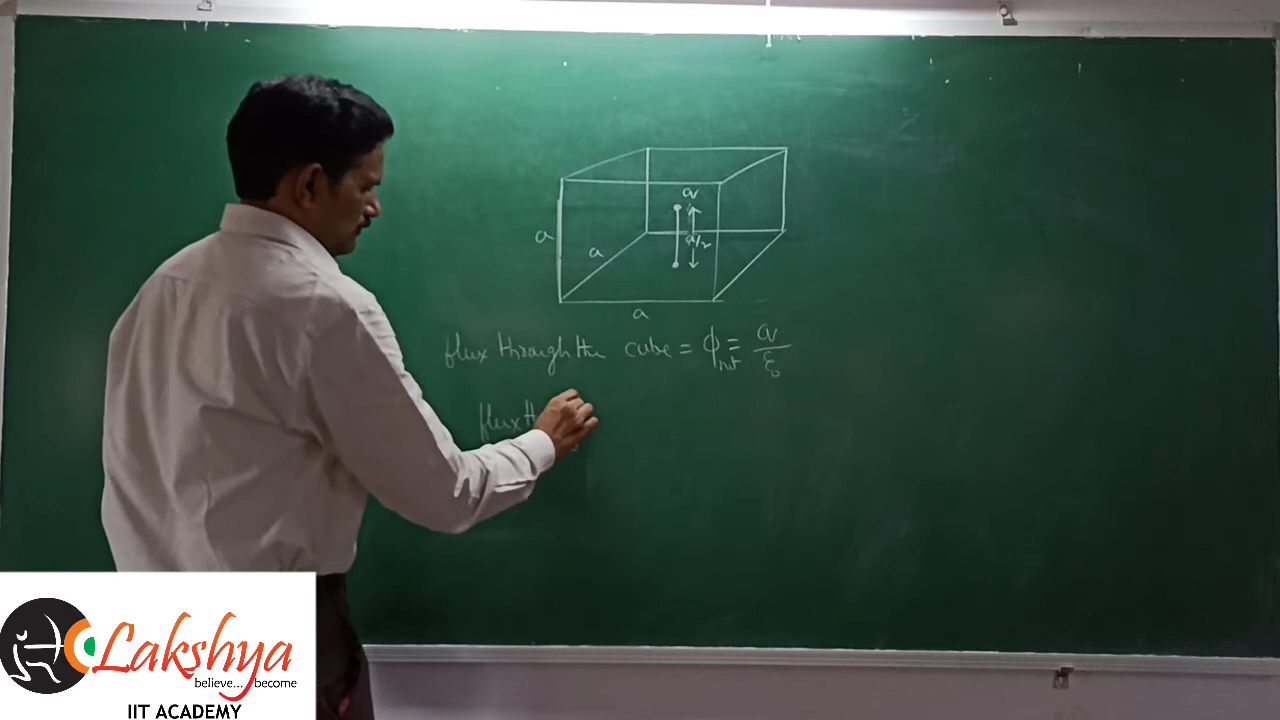 q
a
a/2
a
a
flux through the cube = ϕnet = q/ε₀
flux th
Lakshya
believe... become
IIT ACADEMY